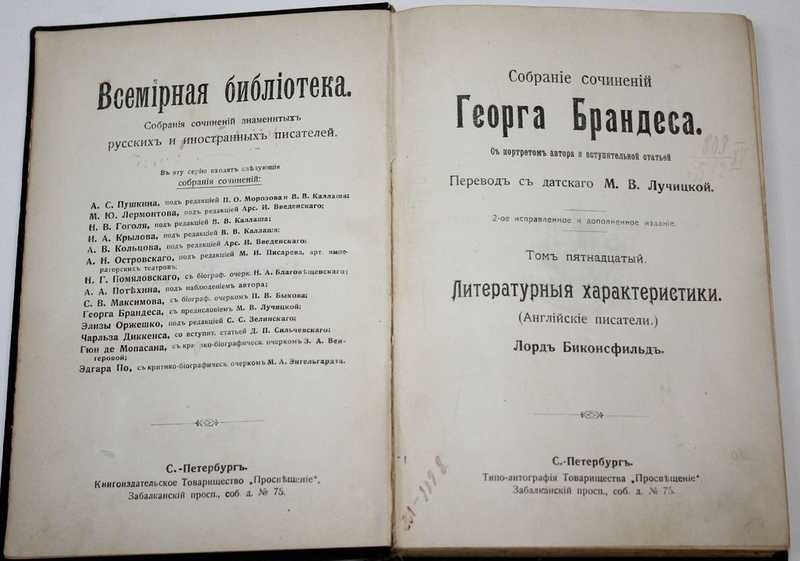 Всемірная библіотека.
Собранія сочиненій знаменитыхъ
русскихъ и иностранныхъ писателей.
Въ эту серію входятъ слѣдующія
собранія сочиненій:
А. С. Пушкина, подъ редакціей П. О. Морозова и В. В. Каллаша;
М. Ю. Лермонтова, подъ редакціей Арс. И. Введенскаго;
Н. В. Гоголя, подъ редакціей В. В. Каллаша;
И. А. Крылова, подъ редакціей В. В. Каллаша;
А. В. Кольцова, подъ редакціей Арс. И. Введенскаго;
А. Н. Островскаго, подъ редакціей М. И. Писарева, арт. импе-
раторскихъ театровъ;
Н. Г. Помяловскаго, съ біограф. очерк. Н. А. Благовѣщенскаго;
А. А. Потѣхина, подъ наблюденіемъ автора;
С. В. Максимова, съ біограф. очеркомъ П. В. Быкова;
Георга Брандеса, съ предисловіемъ М. В. Лучицкой;
Элизы Оржешко, подъ редакціей С. С. Зелинскаго;
Чарльза Диккенса, со вступит. статьей Д. П. Сильчевскаго;
Гюи де Мопасана, съ критико-біографическ. очеркомъ З. А. Вен-
геровой;
Эдгара По, съ критико-біографическ. очеркомъ М. А. Энгельгардта.
С.-Петербургъ.
Книгоиздательское Товарищество „Просвѣщеніе“,
Забалканскій просп., соб. д. № 75.
Собраніе сочиненій
Георга Брандеса.
Съ портретомъ автора и вступительной статьей
Переводъ съ датскаго М. В. Лучицкой.
2-ое исправленное и дополненное изданіе.
Томъ пятнадцатый.
Литературныя характеристики.
(Англійскіе писатели.)
Лордъ Биконсфильдъ.
С.-Петербургъ.
Типо-литографія Товарищества „Просвѣщеніе“
Забалканскій просп., соб. д. № 75.